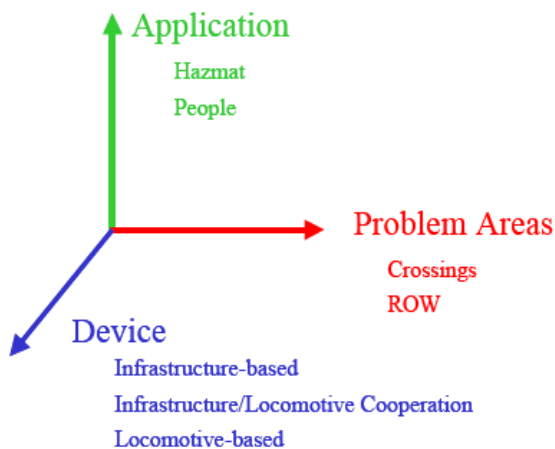 Application
Hazmat
People
Problem Areas
Crossings
ROW
Device
Infrastructure-based
Infrastructure/Locomotive Cooperation
Locomotive-based